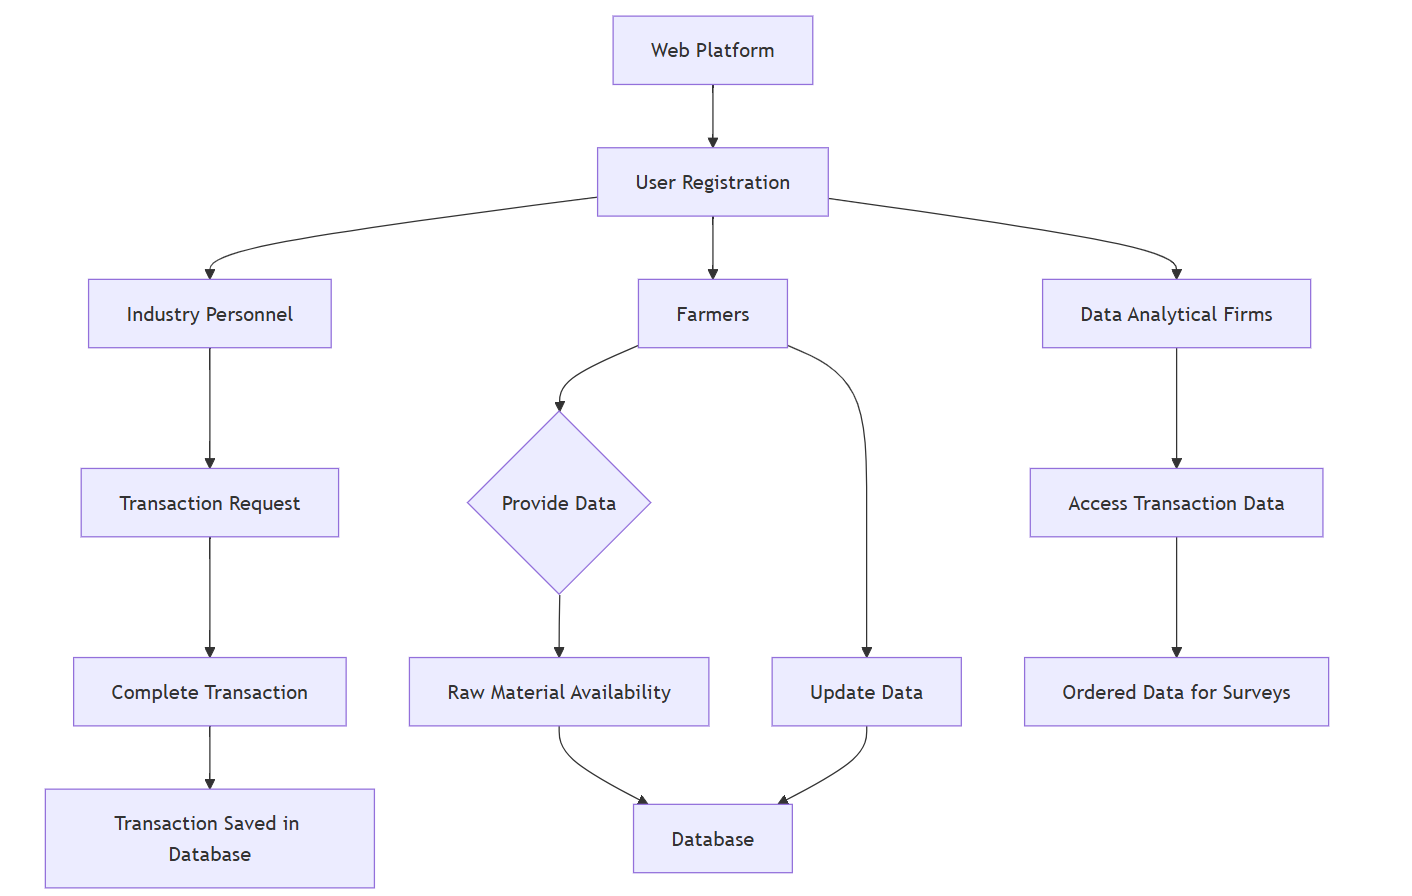 Web Platform
User Registration
Industry Personnel
Farmers
Data Analytical Firms
Transaction Request
Provide Data
Access Transaction Data
Complete Transaction
Raw Material Availability
Update Data
Ordered Data for Surveys
Transaction Saved in
Database
Database